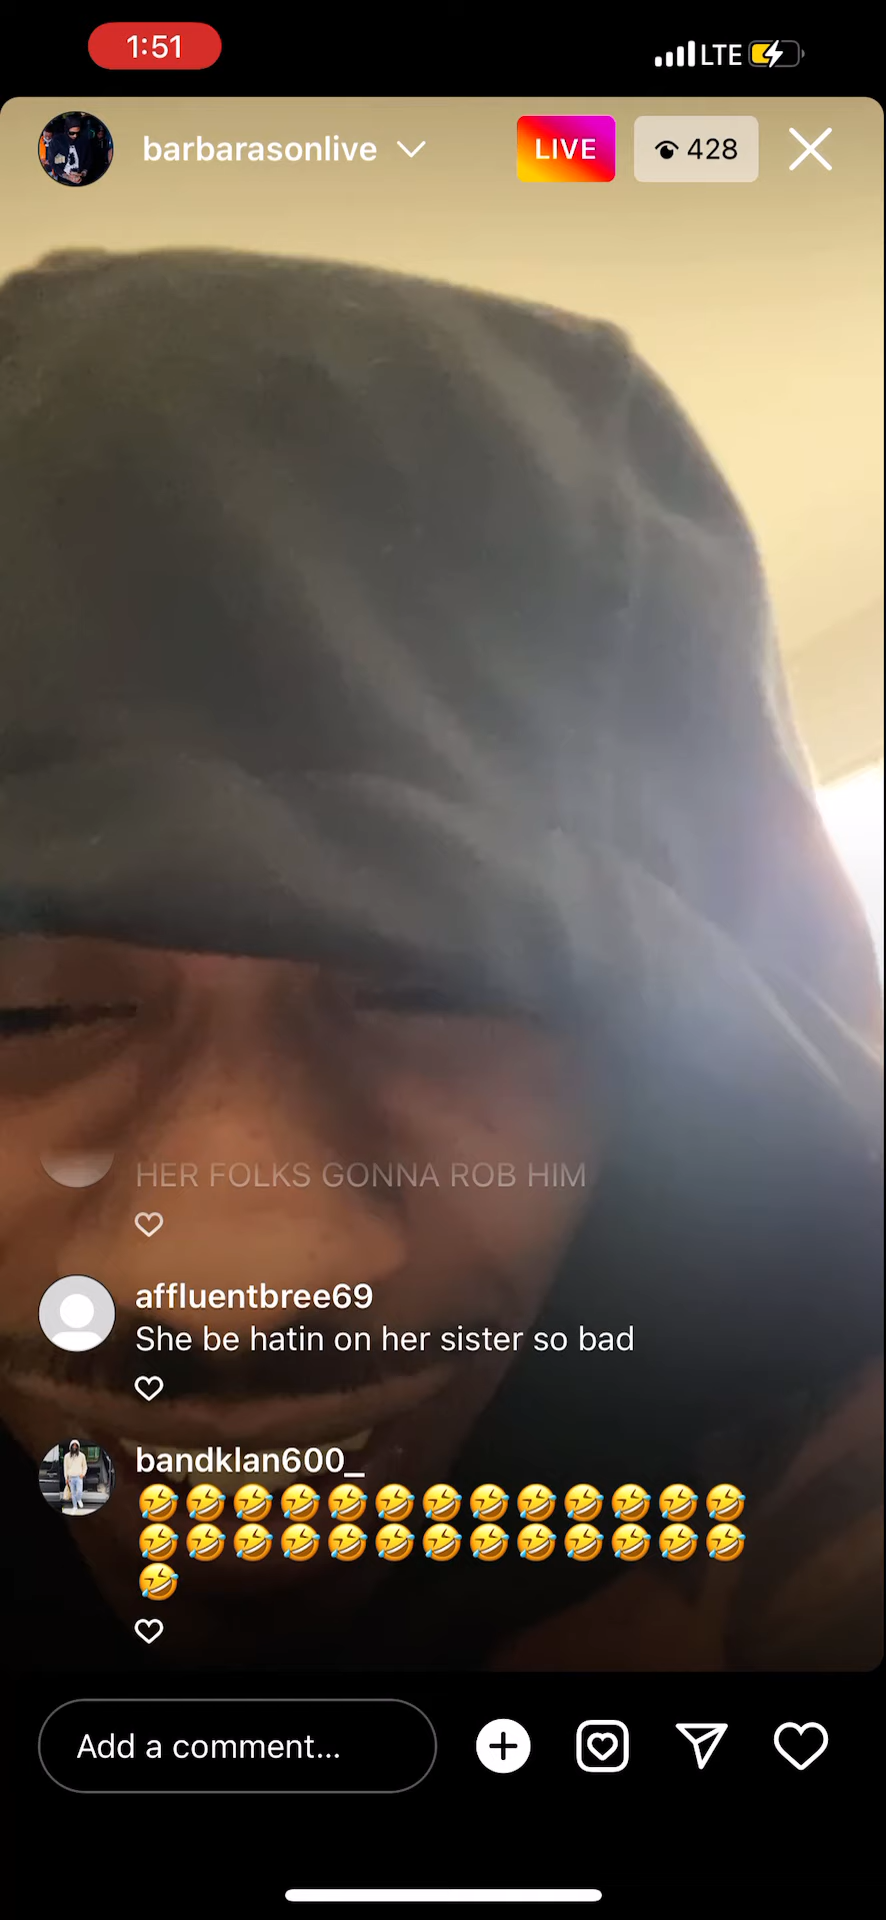 1:51
LTE
barbarasonlive
LIVE
428
HER FOLKS GONNA ROB HIM
affluentbree69
She be hatin on her sister so bad
bandklan600_
🤣🤣🤣🤣🤣🤣🤣🤣🤣🤣🤣🤣🤣
🤣🤣🤣🤣🤣🤣🤣🤣🤣🤣🤣🤣🤣
🤣
Add a comment...